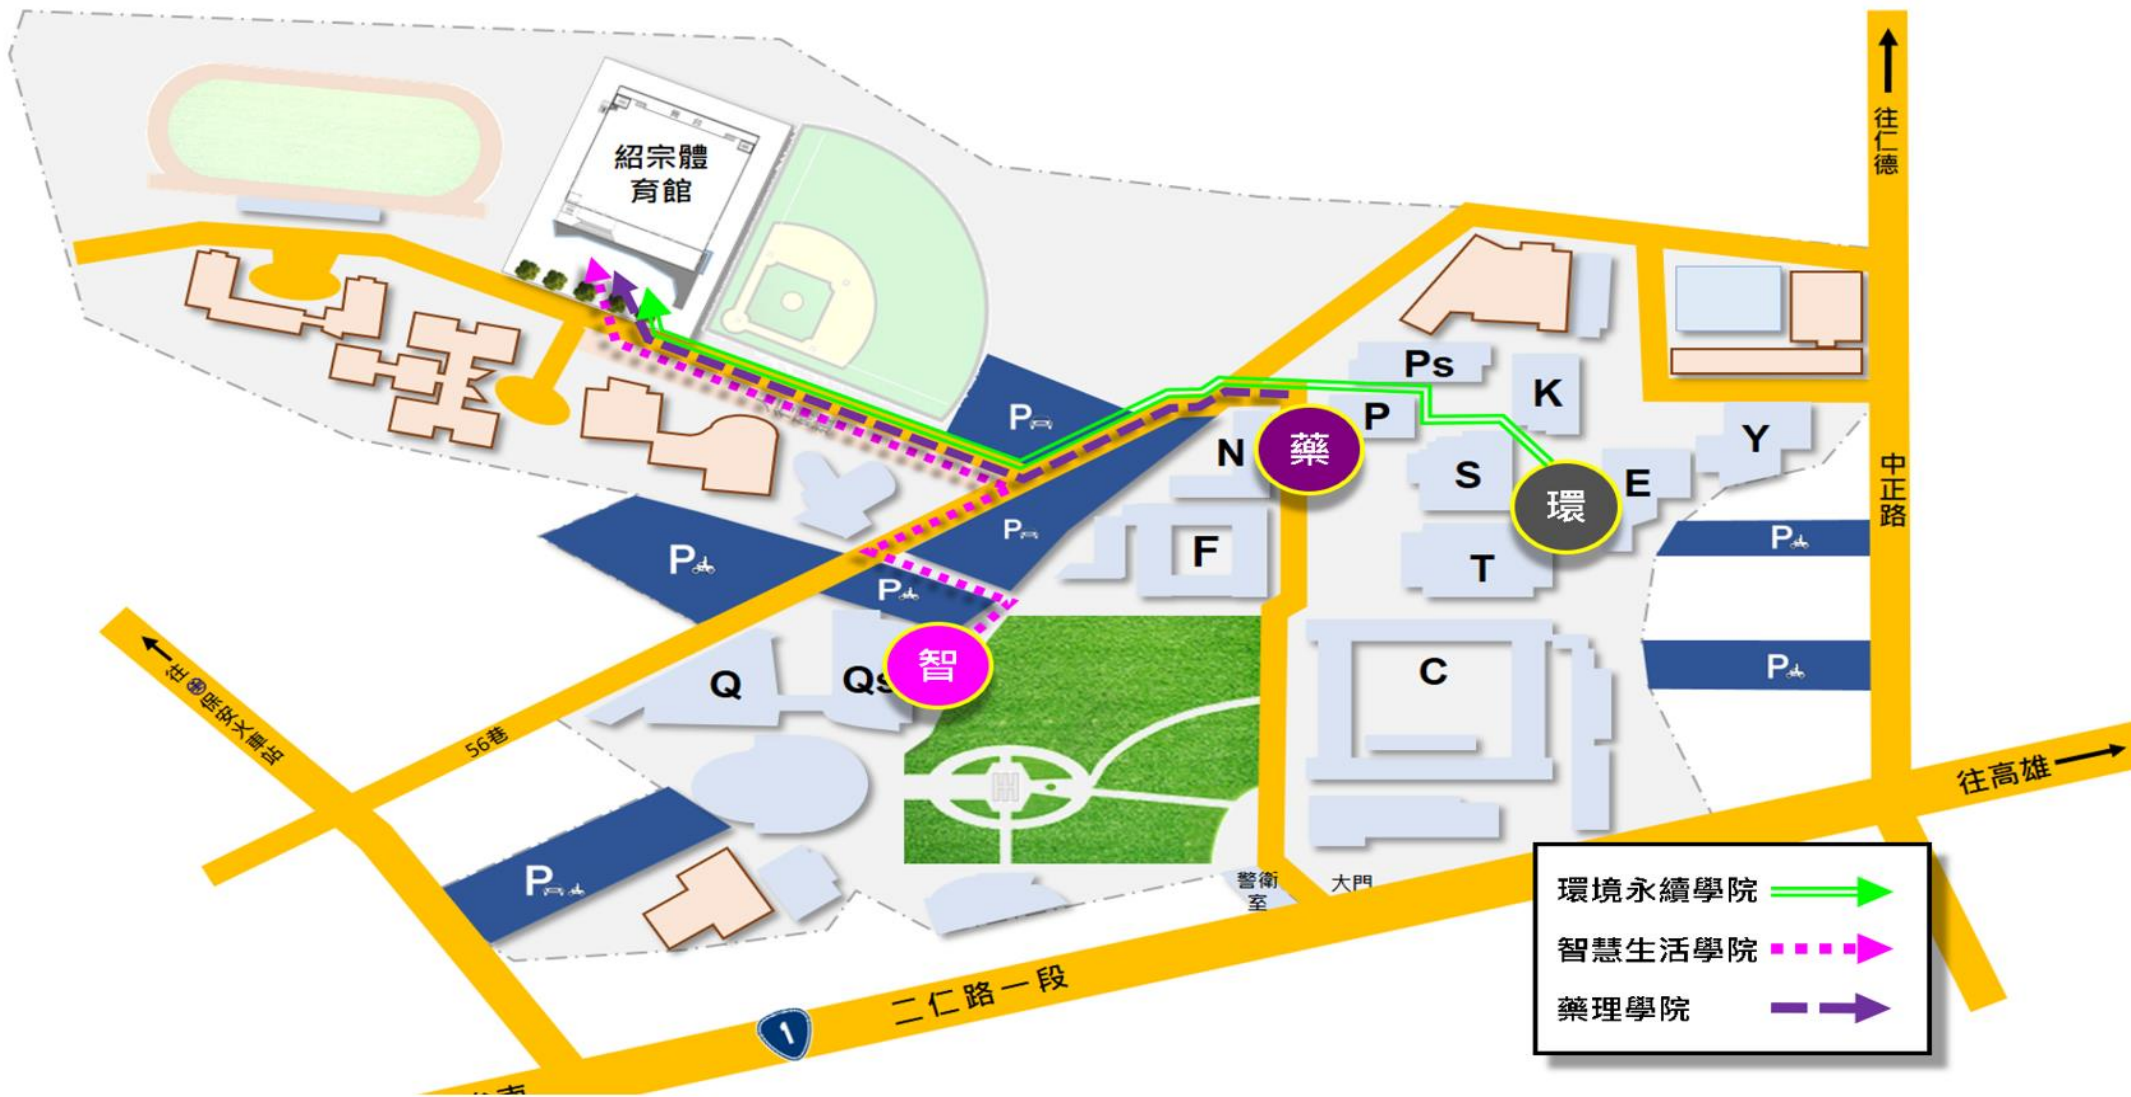 紹宗體
育館
往仁德
Ps
K
P
Y
N
藥
S
E
環
中正路
P
P
P
P
P
F
T
P
智
Q
Qs
C
P
往
保安火車站
56巷
P
往高雄
警衛
室
大門
二仁路一段
1
環境永續學院
智慧生活學院
藥理學院